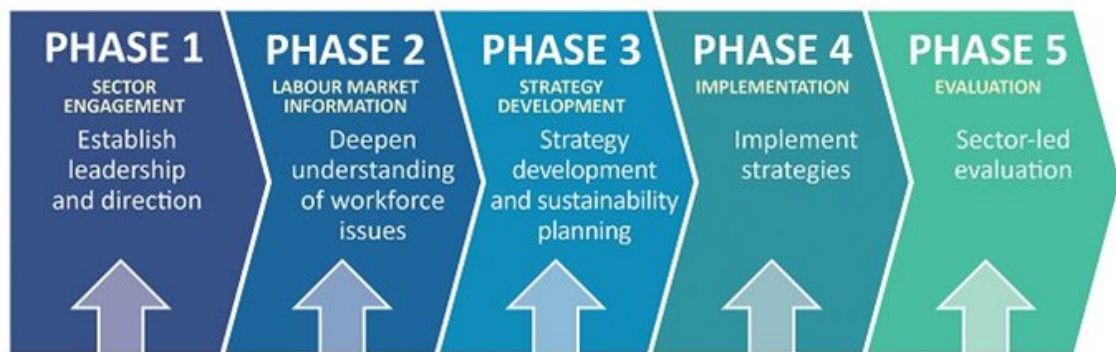 PHASE 1
SECTOR
ENGAGEMENT
Establish
leadership
and direction
PHASE 2
LABOUR MARKET
INFORMATION
Deepen
understanding
of workforce
issues
PHASE 3
STRATEGY
DEVELOPMENT
Strategy
development
and sustainability
planning
PHASE 4
IMPLEMENTATION
Implement
strategies
PHASE 5
EVALUATION
Sector-led
evaluation